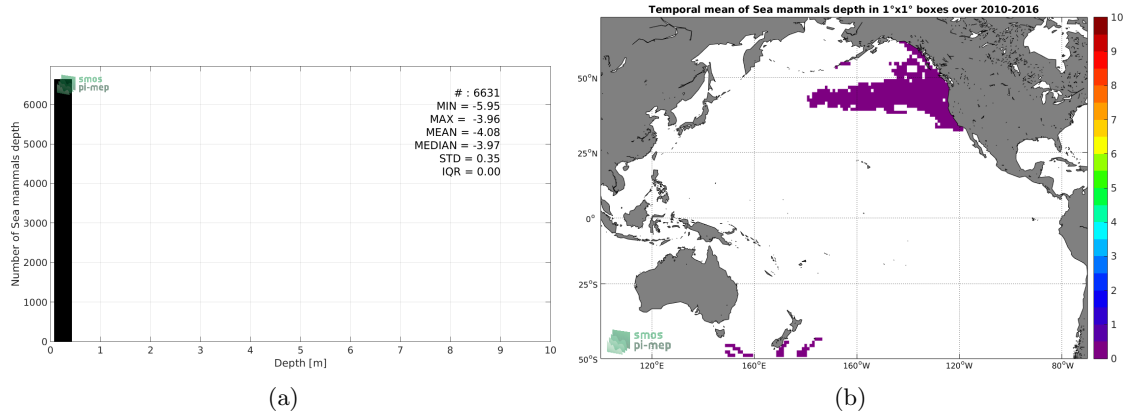 smos
pi-mep
# : 6631
MIN = -5.95
MAX = -3.96
MEAN = -4.08
MEDIAN = -3.97
STD = 0.35
IQR = 0.00
Number of Sea mammals depth
6000
5000
4000
3000
2000
1000
0
0 1 2 3 4 5 6 7 8 9 10
Depth [m]
(a)
Temporal mean of Sea mammals depth in 1°x1° boxes over 2010-2016
50°N
25°N
0°
25°S
50°S
120°E 160°E 160°W 120°W 80°W
smos
pi-mep
10
9
8
7
6
5
4
3
2
1
0
(b)